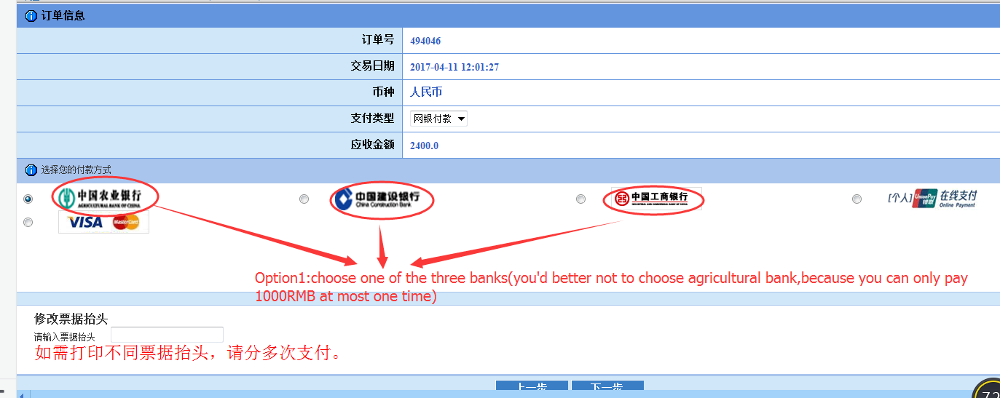 订单信息
订单号 494046
交易日期 2017-04-11 12:01:27
币种 人民币
支付类型 网银付款
应收金额 2400.0
选择您的付款方式
中国农业银行 中国建设银行 中国工商银行 [个人] UnionPay 银联 在线支付
AGRICULTURAL BANK OF CHINA China Construction Bank INDUSTRIAL AND COMMERCIAL BANK OF CHINA Online Payment
VISA MasterCard
Option1:choose one of the three banks(you'd better not to choose agricultural bank,because you can only pay
1000RMB at most one time)
修改票据抬头
请输入票据抬头
如需打印不同票据抬头，请分多次支付。
上一步 下一步
72